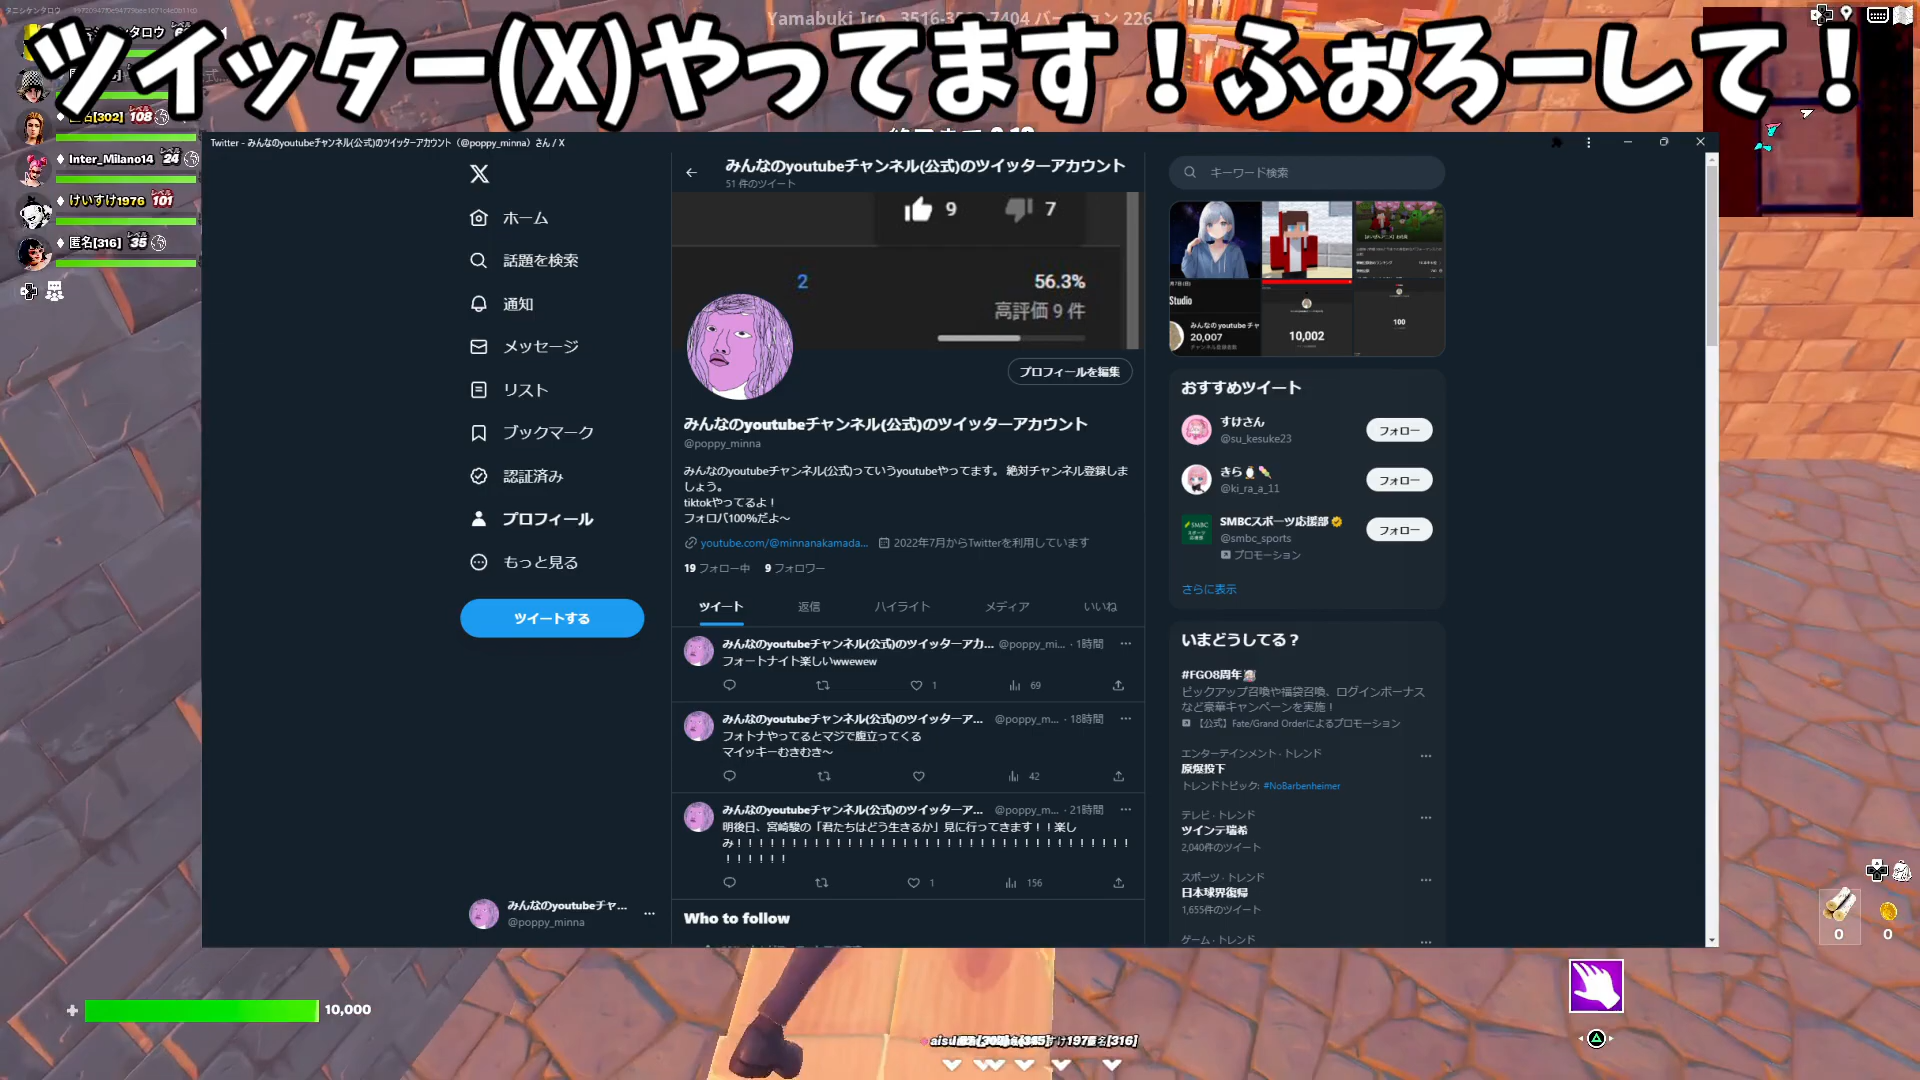 Yamabuki Iro
7404 バージョン 226
ツイッター(X)やってます！ふぉろーして！
[302] 108
Inter_Milano14 24
けいすけ1976 101
匿名[316] 35
Twitter - みんなのyoutubeチャンネル(公式)のツイッターアカウント（@poppy_minna）さん / X
ホーム
話題を検索
通知
メッセージ
リスト
ブックマーク
認証済み
プロフィール
もっと見る
ツイートする
みんなのyoutubeチャ...
@poppy_minna
みんなのyoutubeチャンネル(公式)のツイッターアカウント
51 件のツイート
9 7
2 56.3%
高評価 9 件
プロフィールを編集
みんなのyoutubeチャンネル(公式)のツイッターアカウント
@poppy_minna
みんなのyoutubeチャンネル(公式)っていうyoutubeやってます。 絶対チャンネル登録しま
しょう。
tiktokやってるよ！
フォロバ100%だよ〜
youtube.com/@minnanakamada... 2022年7月からTwitterを利用しています
19 フォロー中 9 フォロワー
ツイート 返信 ハイライト メディア いいね
みんなのyoutubeチャンネル(公式)のツイッターアカ... @poppy_mi... · 1時間
フォートナイト楽しいwwewew
1 69
みんなのyoutubeチャンネル(公式)のツイッターア... @poppy_m... · 18時間
フォトナやってるとマジで腹立ってくる
マイッキーむきむき〜
42
みんなのyoutubeチャンネル(公式)のツイッターア... @poppy_m... · 21時間
明後日、宮崎駿の「君たちはどう生きるか」見に行ってきます！！楽し
み！！！！！！！！！！！！！！！！！！！！！！！！！！！！！！！！！！！！
！！！！！！
1 156
Who to follow
キーワード検索
Studio
みんなの youtube チャ
20,007
チャンネル登録者数
10,002
100
おすすめツイート
すけさん
@su_kesuke23
フォロー
きら
@ki_ra_a_11
フォロー
SMBCスポーツ応援部
@smbc_sports
プロモーション
フォロー
さらに表示
いまどうしてる？
#FGO8周年
ピックアップ召喚や福袋召喚、ログインボーナス
など豪華キャンペーンを実施！
【公式】Fate/Grand Orderによるプロモーション
エンターテインメント · トレンド
原爆投下
トレンドトピック: #NoBarbenheimer
テレビ · トレンド
ツインテ瑞希
2,040件のツイート
スポーツ · トレンド
日本球界復帰
1,655件のツイート
ゲーム · トレンド
0 0
10,000
[316]